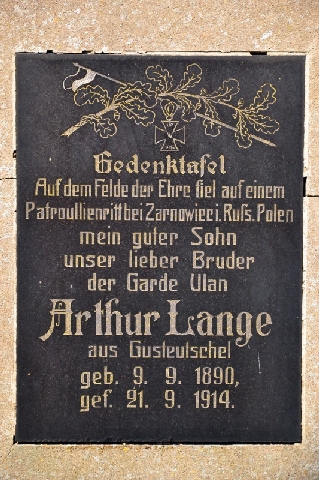 Gedenktafel
Auf dem Felde der Ehre fiel auf einem
Patroullienritt bei Zarnowiec i. Rufs. Polen
mein guter Sohn
unser lieber Bruder
der Garde Ulan
Arthur Lange
aus Gusteutschel
geb. 9. 9. 1890,
gef. 21. 9. 1914.